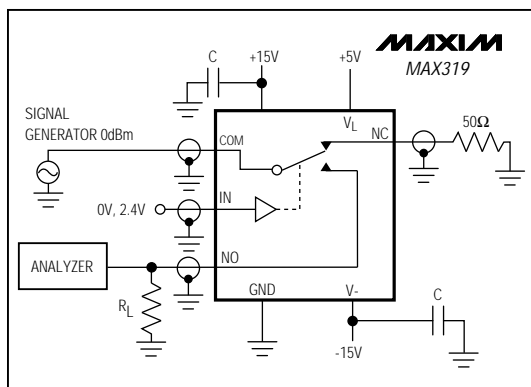 C
+15V
+5V
MAXIM
MAX319
SIGNAL
GENERATOR 0dBm
COM
VL
NC
50Ω
0V, 2.4V
IN
ANALYZER
NO
RL
GND
V-
C
-15V